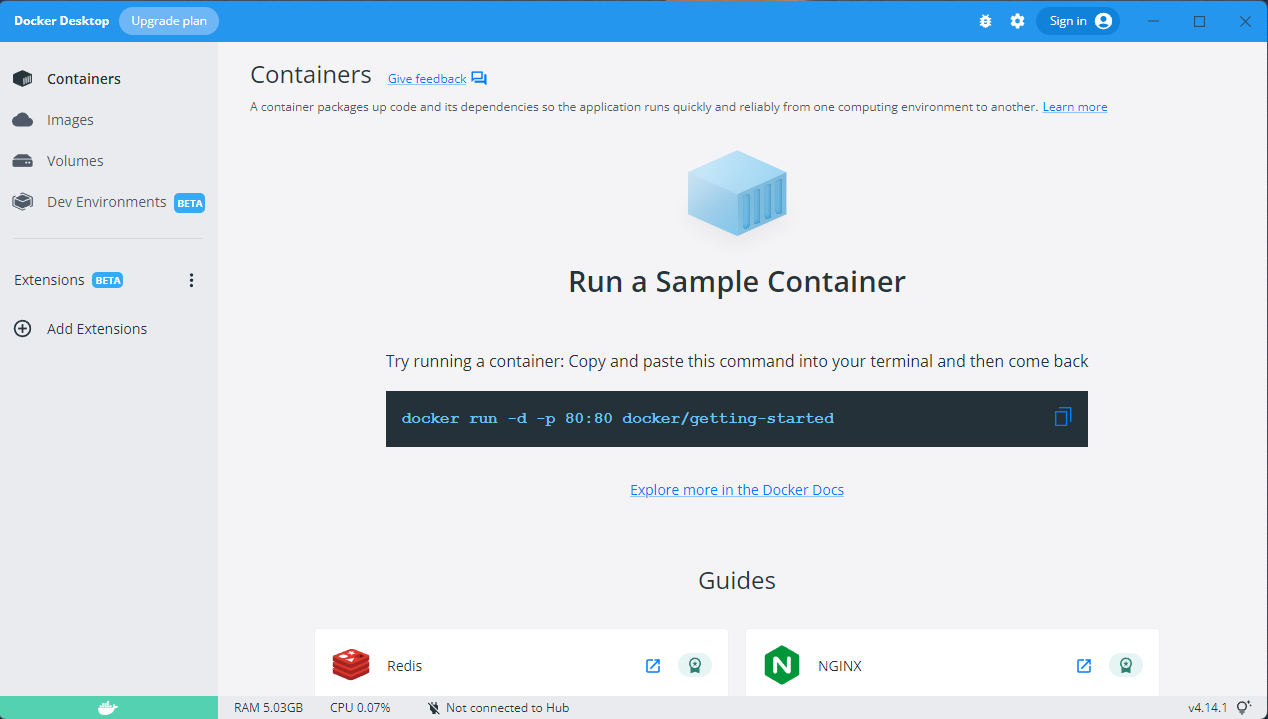 Docker Desktop Upgrade plan Sign in
Containers
Images
Volumes
Dev Environments BETA
Extensions BETA
Add Extensions
Containers Give feedback
A container packages up code and its dependencies so the application runs quickly and reliably from one computing environment to another. Learn more
Run a Sample Container
Try running a container: Copy and paste this command into your terminal and then come back
docker run -d -p 80:80 docker/getting-started
Explore more in the Docker Docs
Guides
Redis
NGINX
RAM 5.03GB CPU 0.07% Not connected to Hub v4.14.1